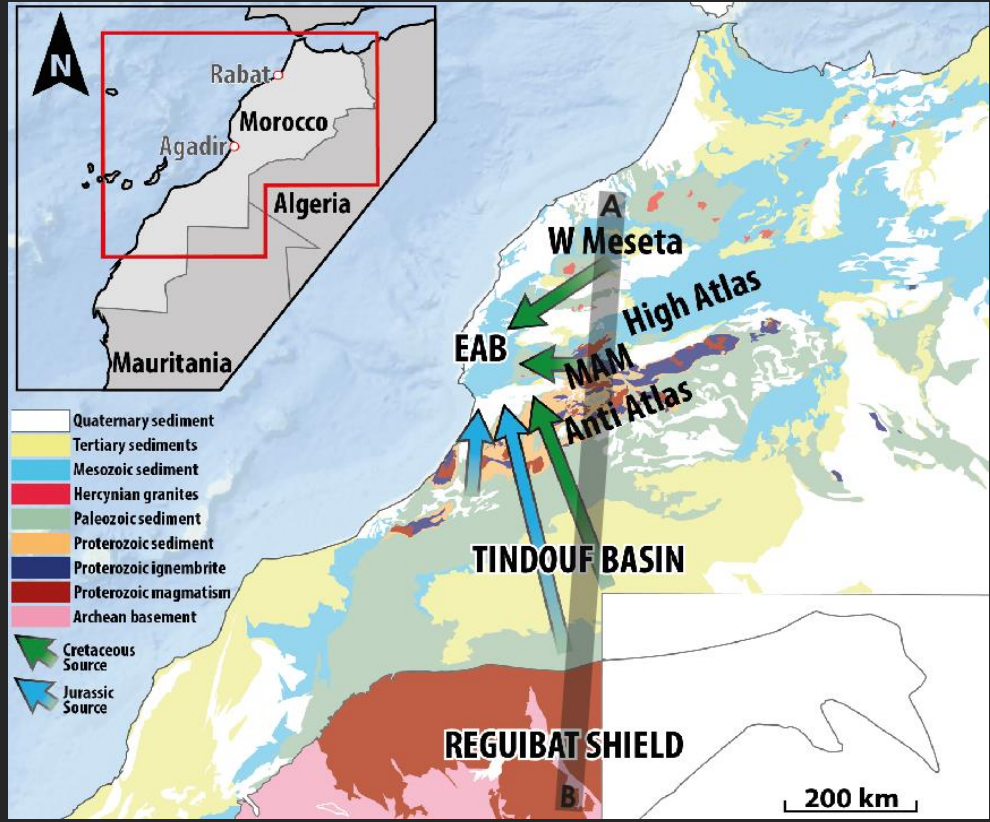 N
Rabat
Morocco
Agadir
Algeria
Mauritania
A
W Meseta
High Atlas
EAB
MAM
Anti Atlas
TINDOUF BASIN
REGUIBAT SHIELD
B
200 km
Quaternary sediment
Tertiary sediments
Mesozoic sediment
Hercynian granites
Paleozoic sediment
Proterozoic sediment
Proterozoic ignembrite
Proterozoic magmatism
Archean basement
Cretaceous
Source
Jurassic
Source